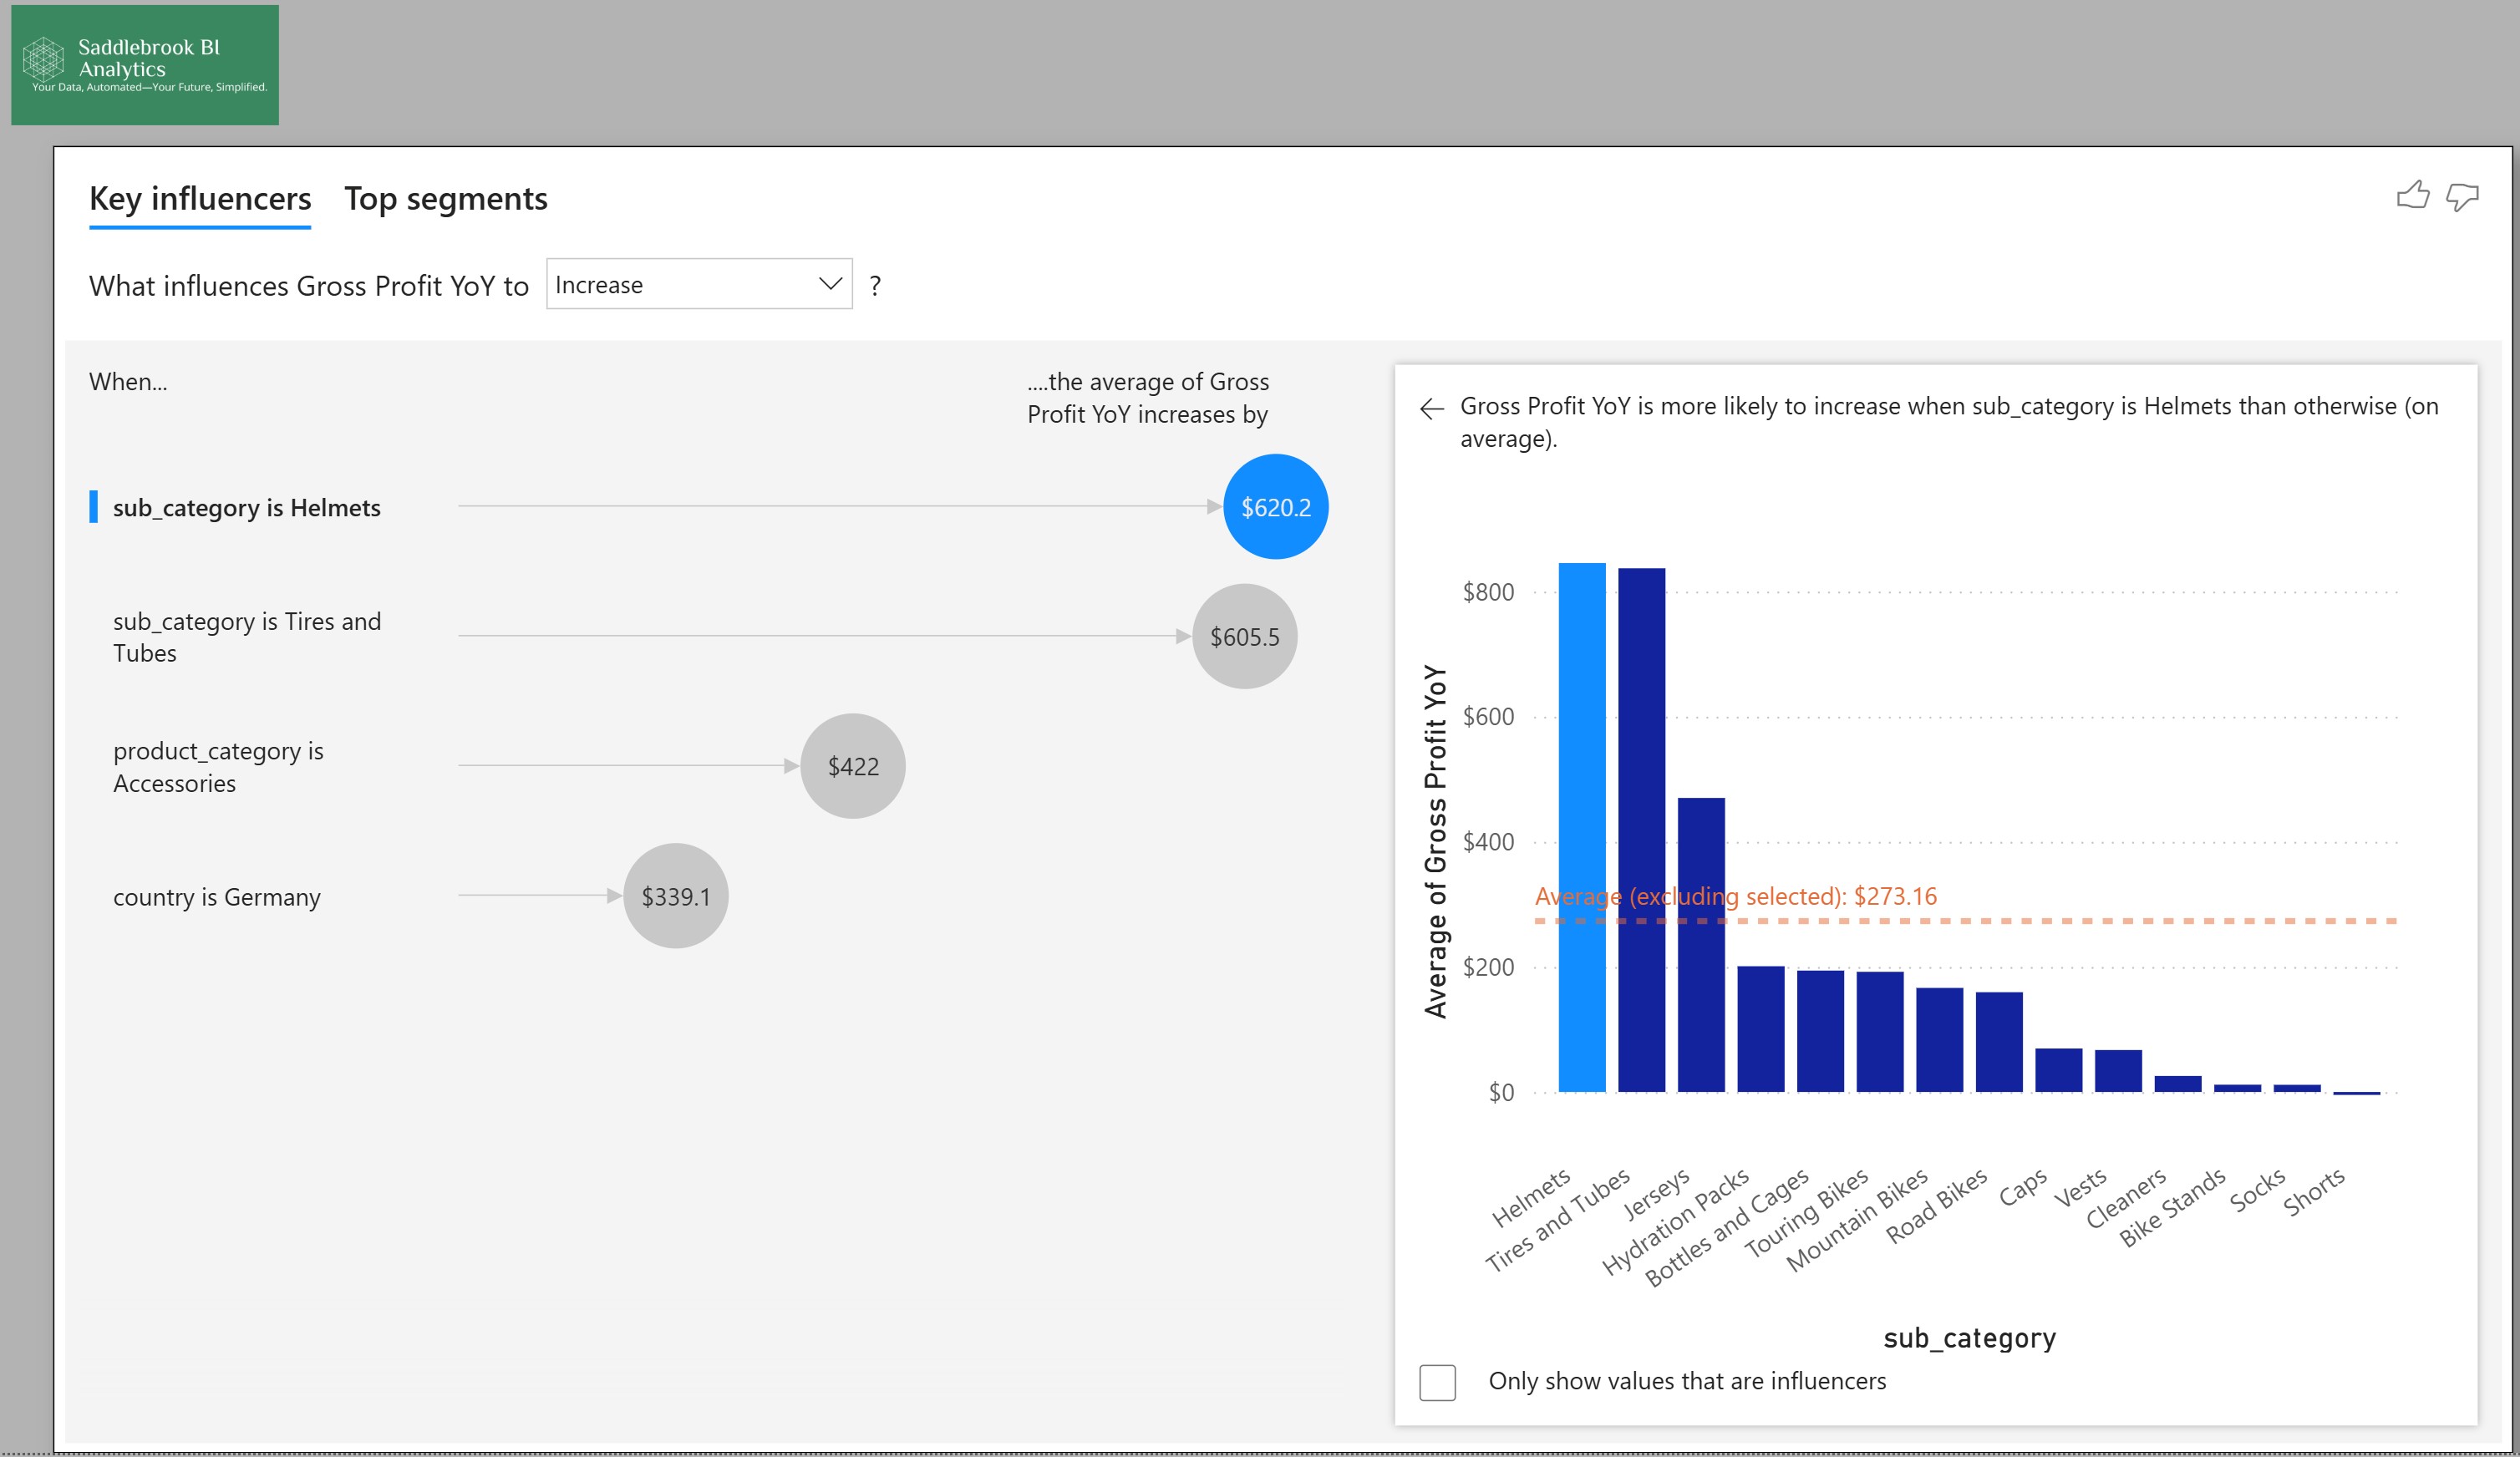 Saddlebrook BI
Analytics
Your Data, Automated—Your Future, Simplified.
Key influencers
Top segments
What influences Gross Profit YoY to
Increase
?
When...
....the average of Gross
Profit YoY increases by
sub_category is Helmets
$620.2
sub_category is Tires and
Tubes
$605.5
product_category is
Accessories
$422
country is Germany
$339.1
Gross Profit YoY is more likely to increase when sub_category is Helmets than otherwise (on
average).
Average of Gross Profit YoY
$800
$600
$400
Average (excluding selected): $273.16
$200
$0
Helmets
Tires and Tubes
Jerseys
Hydration Packs
Bottles and Cages
Touring Bikes
Mountain Bikes
Road Bikes
Caps
Vests
Cleaners
Bike Stands
Socks
Shorts
sub_category
Only show values that are influencers